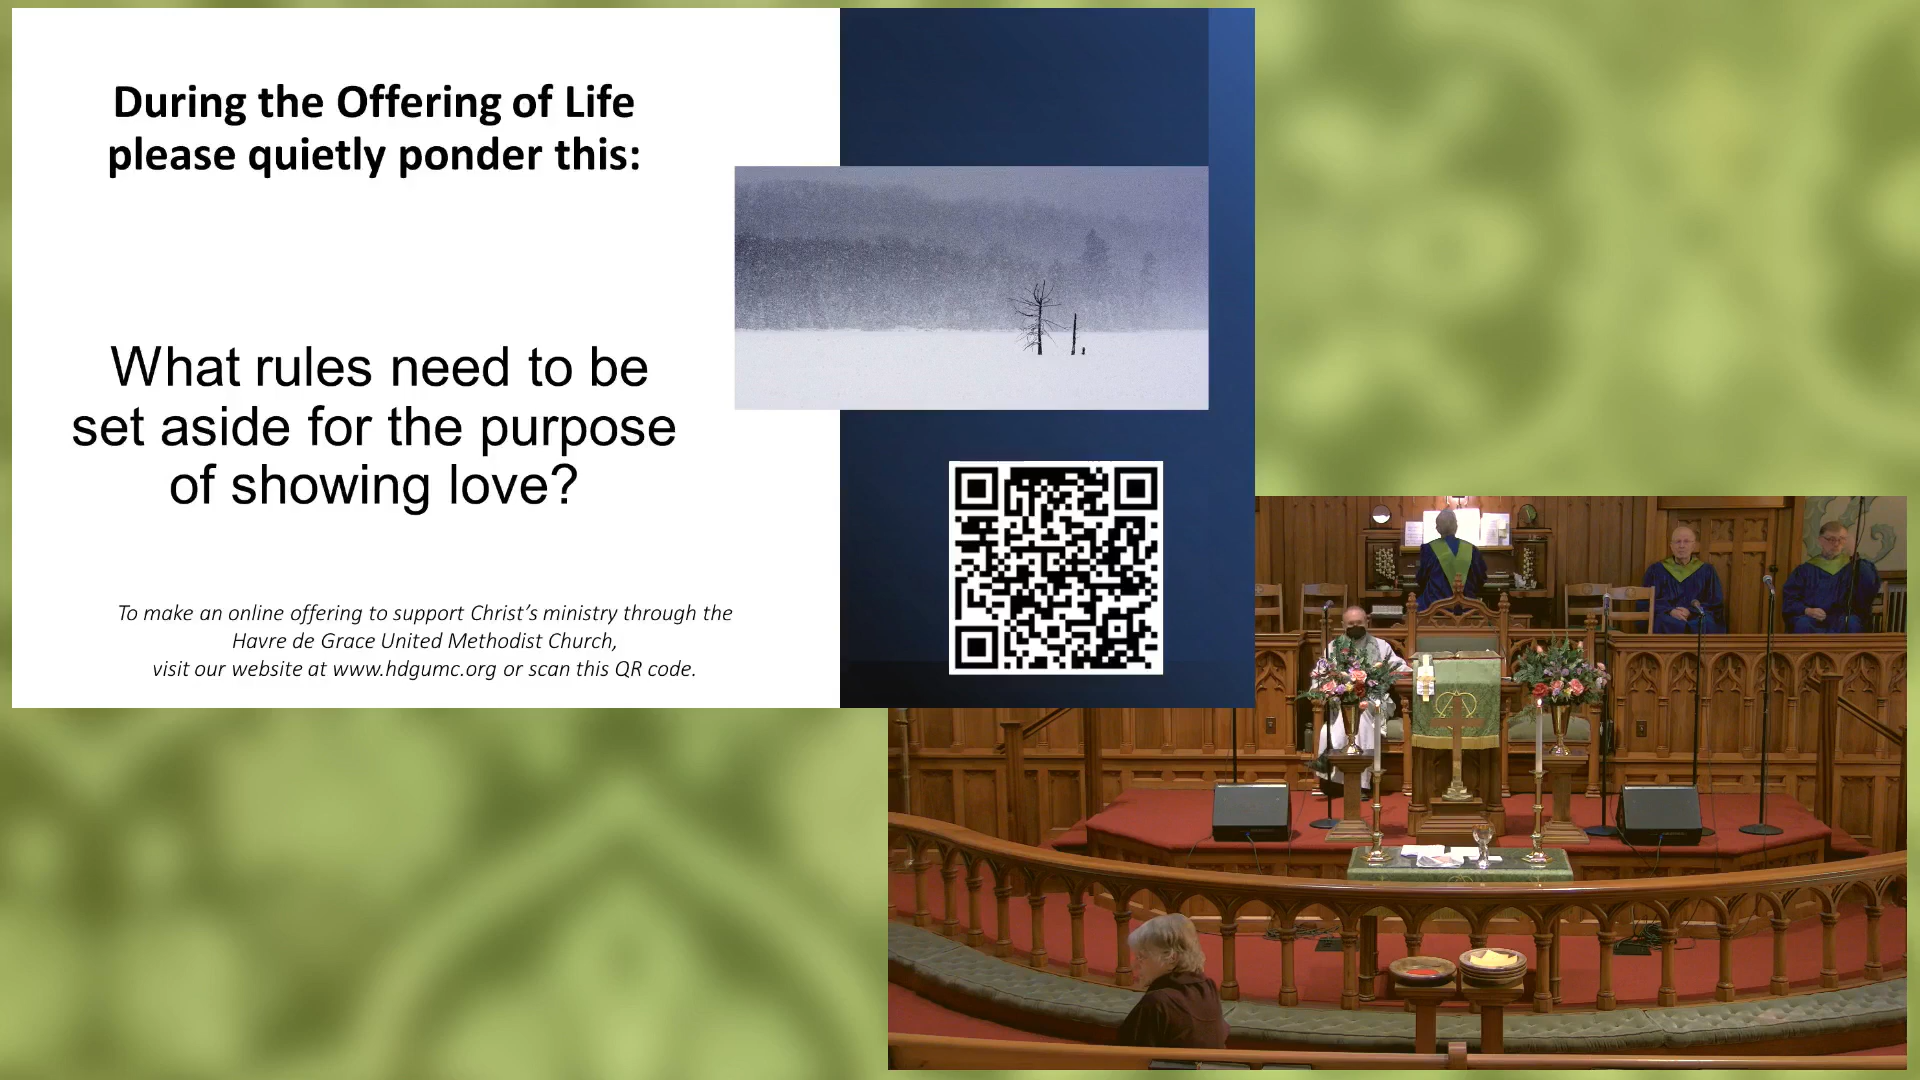 During the Offering of Life
please quietly ponder this:
What rules need to be
set aside for the purpose
of showing love?
To make an online offering to support Christ's ministry through the
Havre de Grace United Methodist Church,
visit our website at www.hdgumc.org or scan this QR code.